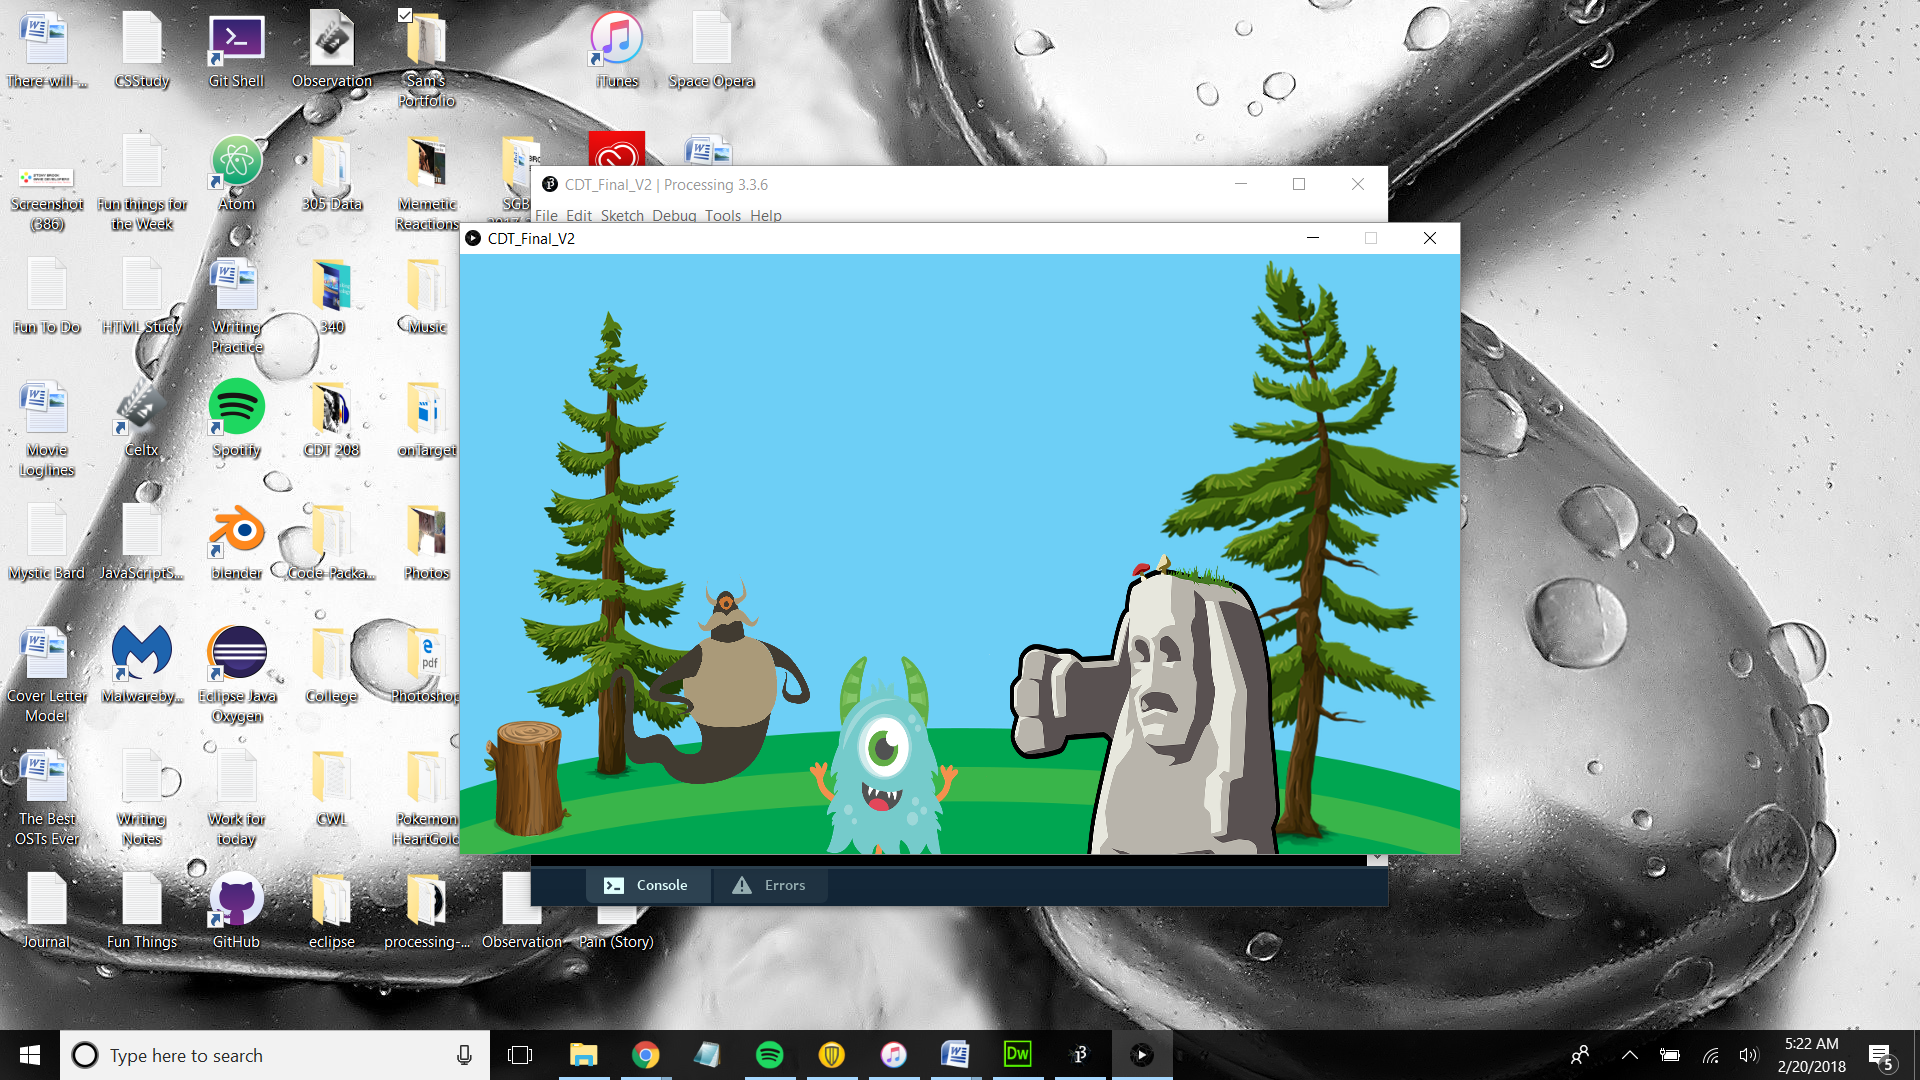 There-will-...
CSStudy
Git Shell
Observation
Sam's
Portfolio
iTunes
Space Opera
Screenshot
(386)
Fun things for
the Week
Atom
305 Data
Memetic
Reactions
SGB
CDT_Final_V2 | Processing 3.3.6
File Edit Sketch Debug Tools Help
CDT_Final_V2
Fun To Do
HTML Study
Writing
Practice
340
Music
Movie
Loglines
Celtx
Spotify
CDT 208
onTarget
Mystic Bard
JavaScriptS...
blender
Code-Packa...
Photos
pdf
Cover Letter
Model
Malwareby...
Eclipse Java
Oxygen
College
Photoshop
The Best
OSTs Ever
Writing
Notes
Work for
today
CWL
Pokemon
HeartGold
Console
Errors
Journal
Fun Things
GitHub
eclipse
processing-...
Observation
Pain (Story)
Type here to search
Dw
5:22 AM
2/20/2018
5